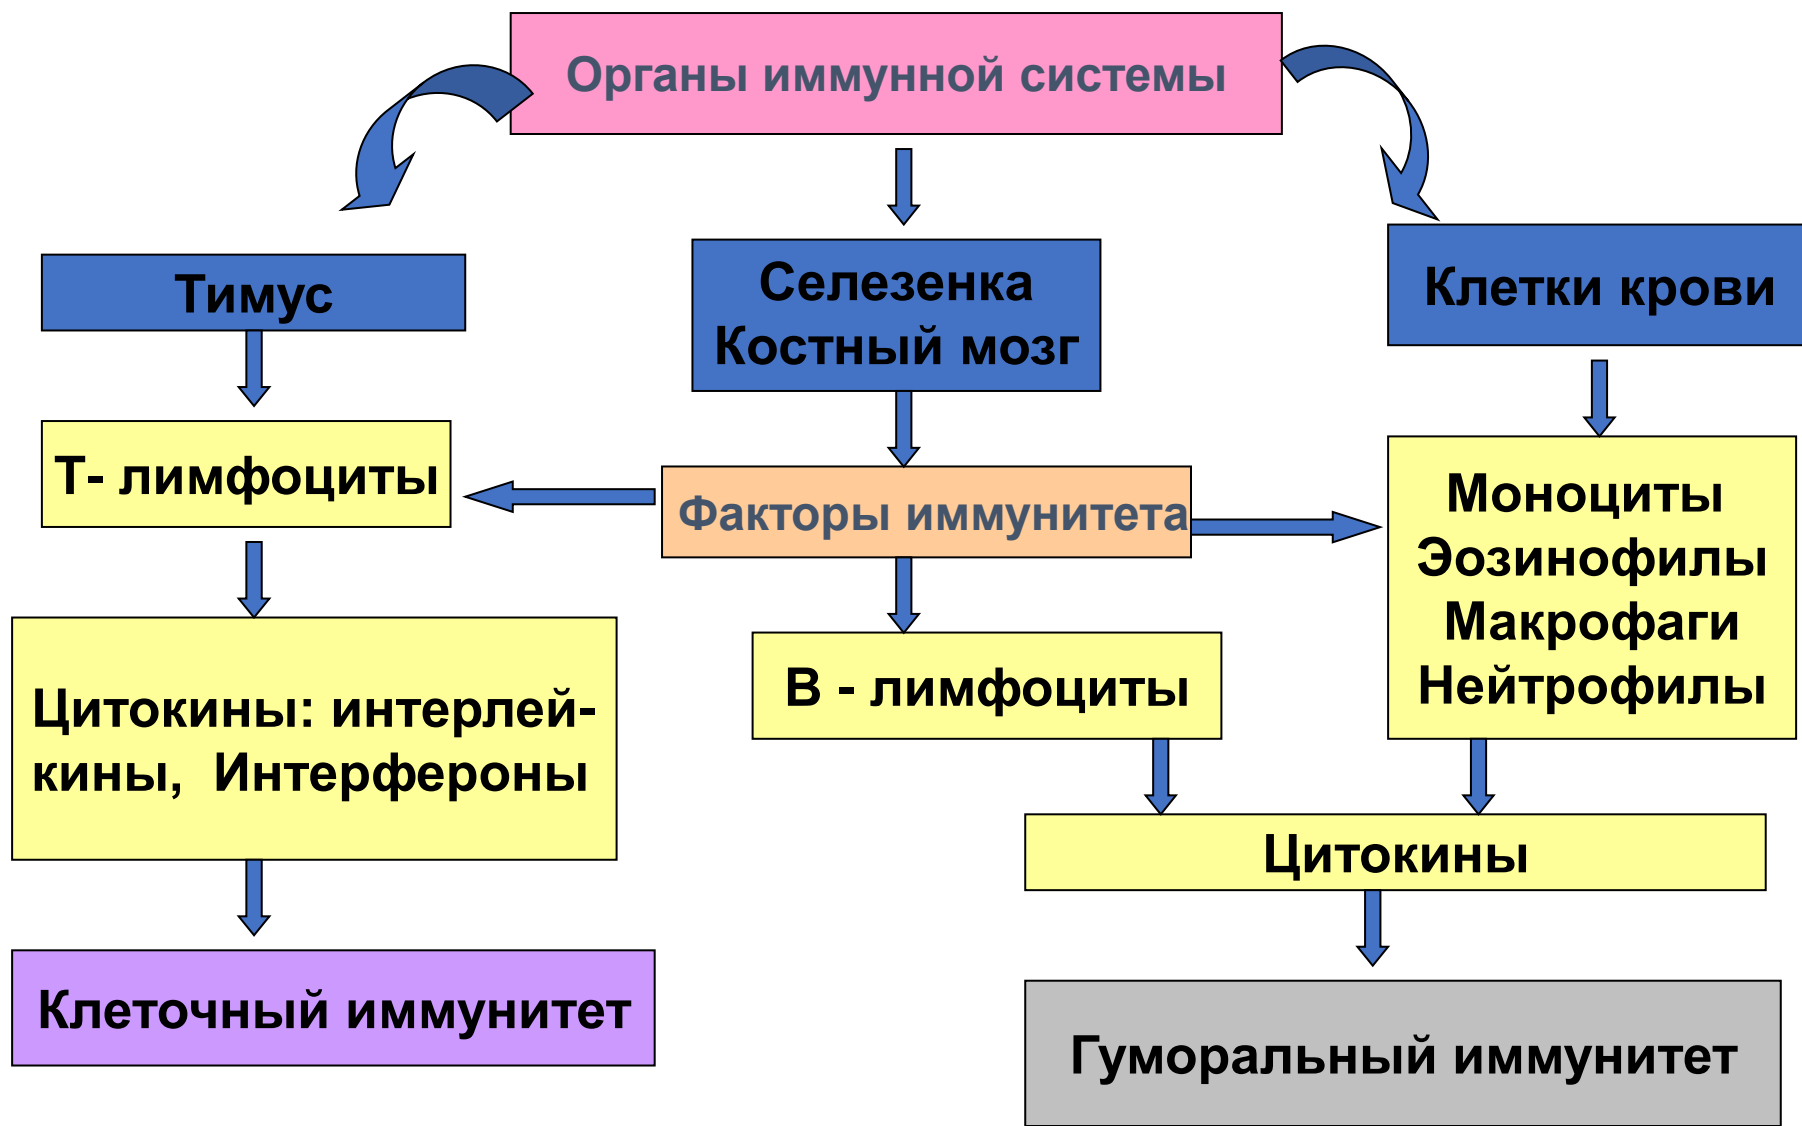 Органы иммунной системы
Тимус
Селезенка
Костный мозг
Клетки крови
Т- лимфоциты
Факторы иммунитета
Моноциты
Эозинофилы
Макрофаги
Нейтрофилы
Цитокины: интерлей-
кины, Интерфероны
В - лимфоциты
Цитокины
Клеточный иммунитет
Гуморальный иммунитет